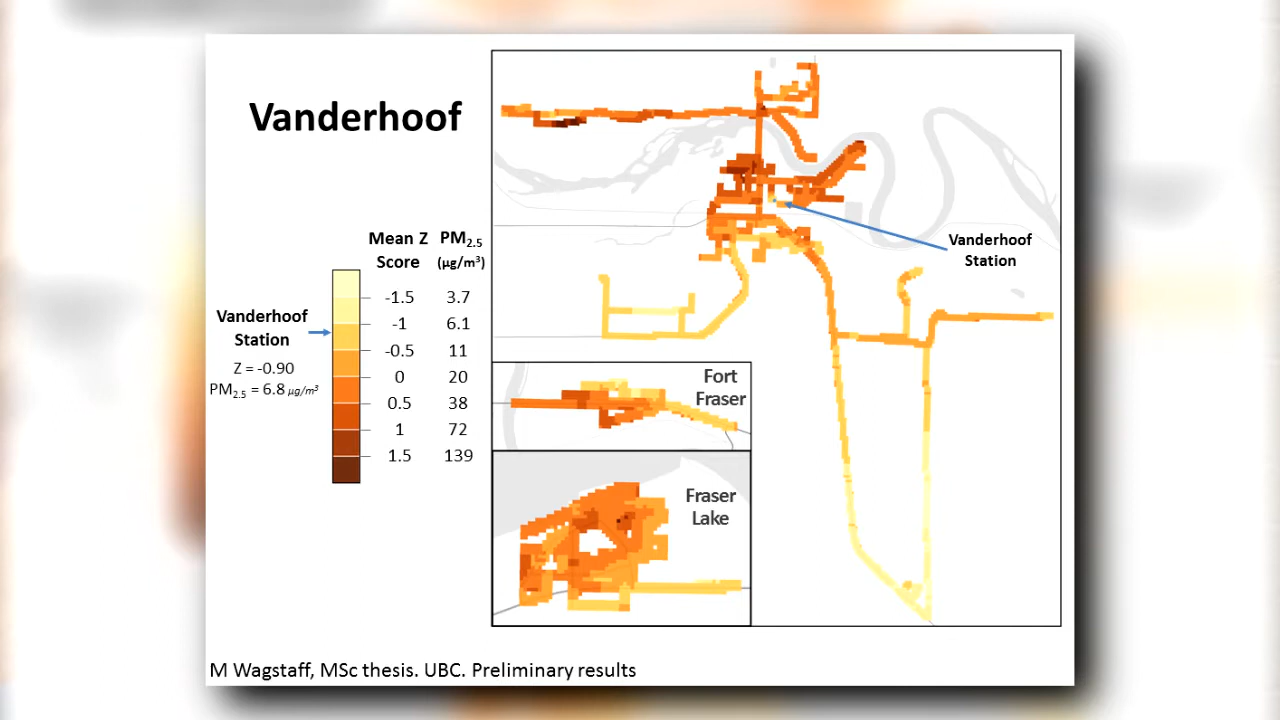 Vanderhoof
Mean Z Score
PM2.5 (µg/m³)
-1.5 3.7
-1 6.1
-0.5 11
0 20
0.5 38
1 72
1.5 139
Vanderhoof
Station
Z = -0.90
PM2.5 = 6.8 µg/m³
Vanderhoof
Station
Fort
Fraser
Fraser
Lake
M Wagstaff, MSc thesis. UBC. Preliminary results